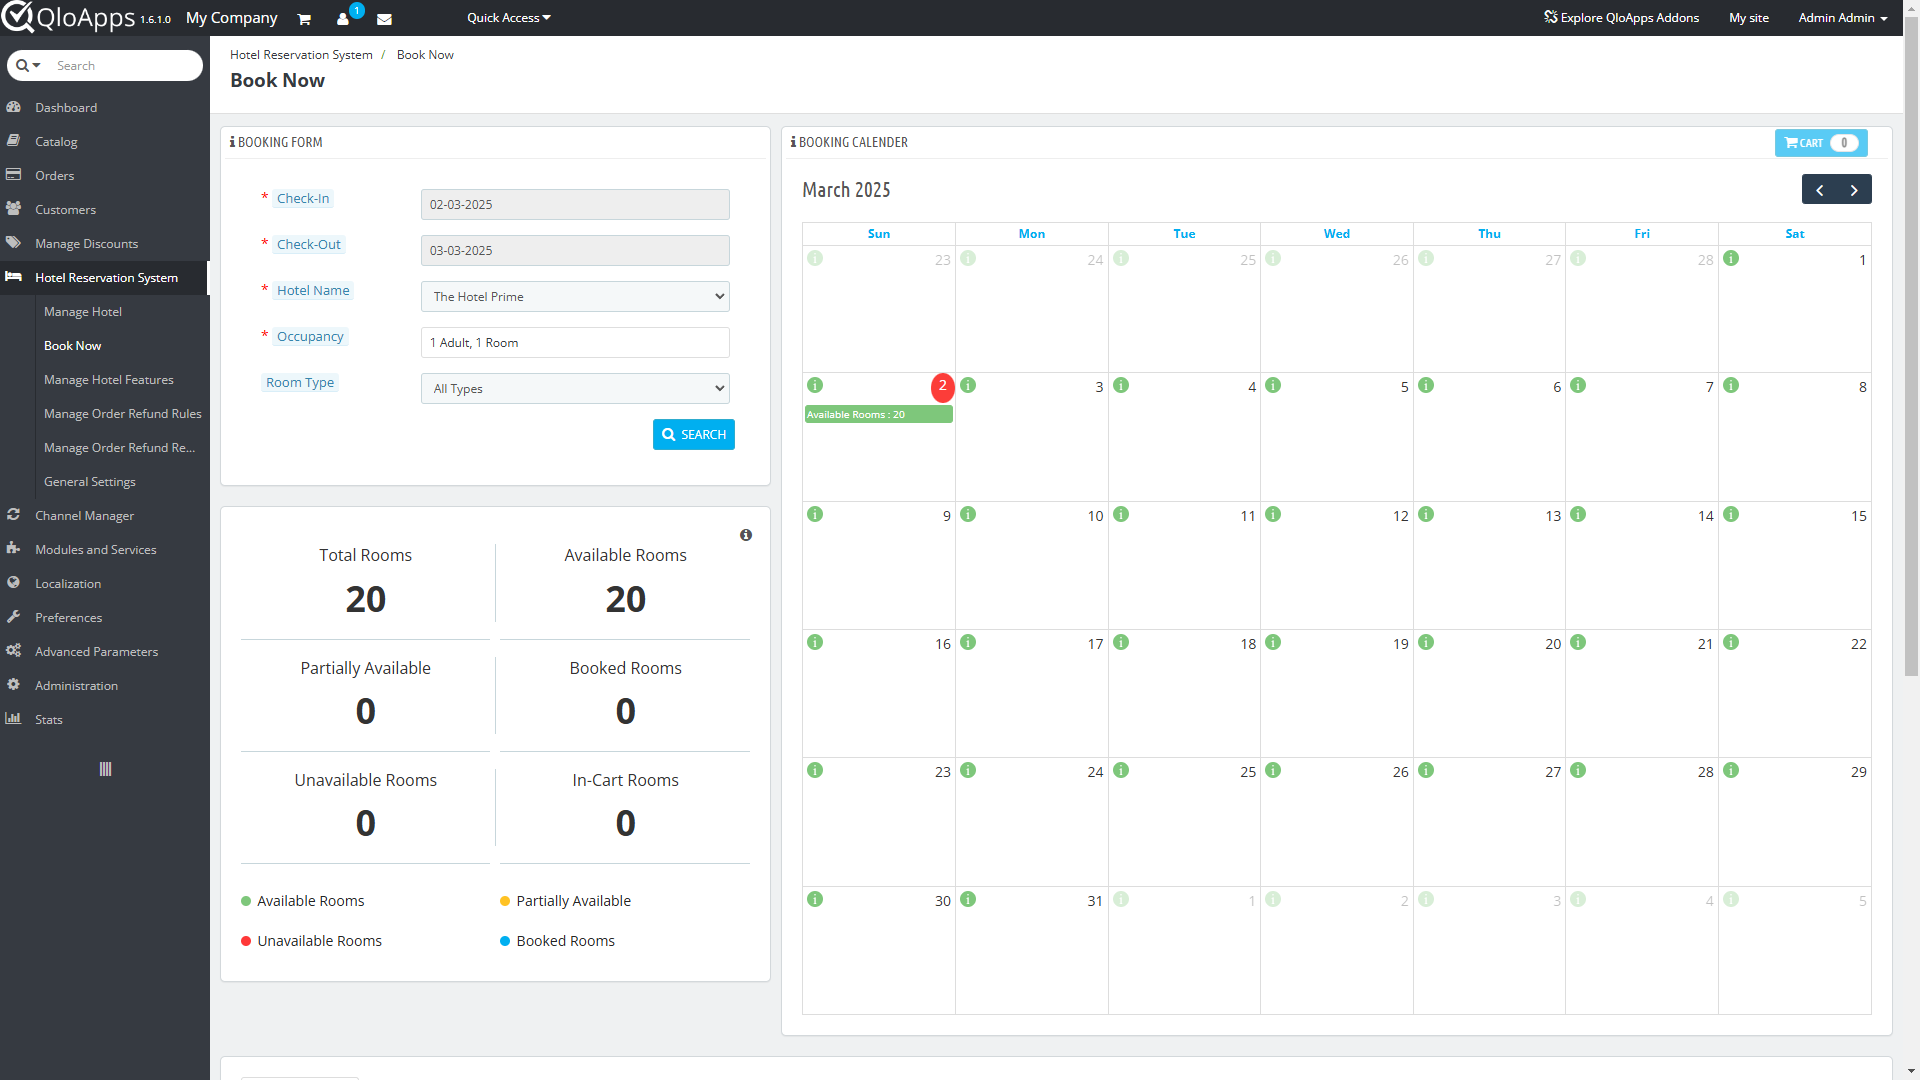 QloApps 1.6.1.0 My Company 1 Quick Access Explore QloApps Addons My site Admin Admin
Search
Dashboard
Catalog
Orders
Customers
Manage Discounts
Hotel Reservation System
Manage Hotel
Book Now
Manage Hotel Features
Manage Order Refund Rules
Manage Order Refund Re...
General Settings
Channel Manager
Modules and Services
Localization
Preferences
Advanced Parameters
Administration
Stats
Hotel Reservation System / Book Now
Book Now
BOOKING FORM
* Check-In 02-03-2025
* Check-Out 03-03-2025
* Hotel Name The Hotel Prime
* Occupancy 1 Adult, 1 Room
Room Type All Types
SEARCH
Total Rooms Available Rooms
20 20
Partially Available Booked Rooms
0 0
Unavailable Rooms In-Cart Rooms
0 0
Available Rooms Partially Available
Unavailable Rooms Booked Rooms
BOOKING CALENDER CART 0
March 2025
Sun Mon Tue Wed Thu Fri Sat
23 24 25 26 27 28 1
2 3 4 5 6 7 8
Available Rooms : 20
9 10 11 12 13 14 15
16 17 18 19 20 21 22
23 24 25 26 27 28 29
30 31 1 2 3 4 5